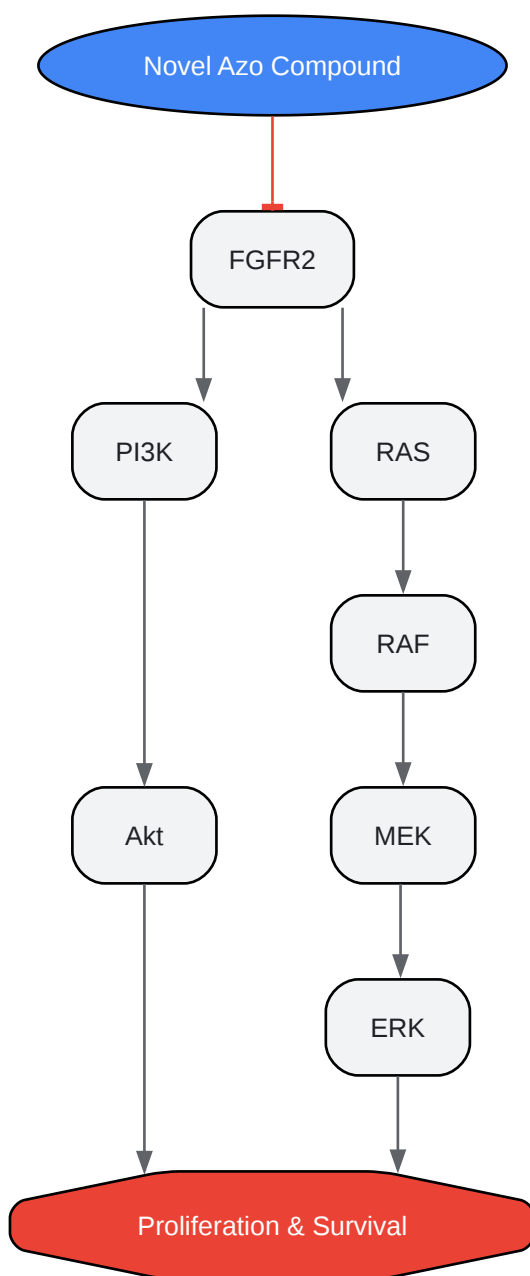 Novel Azo Compound
FGFR2
PI3K
RAS
RAF
Akt
MEK
ERK
Proliferation & Survival